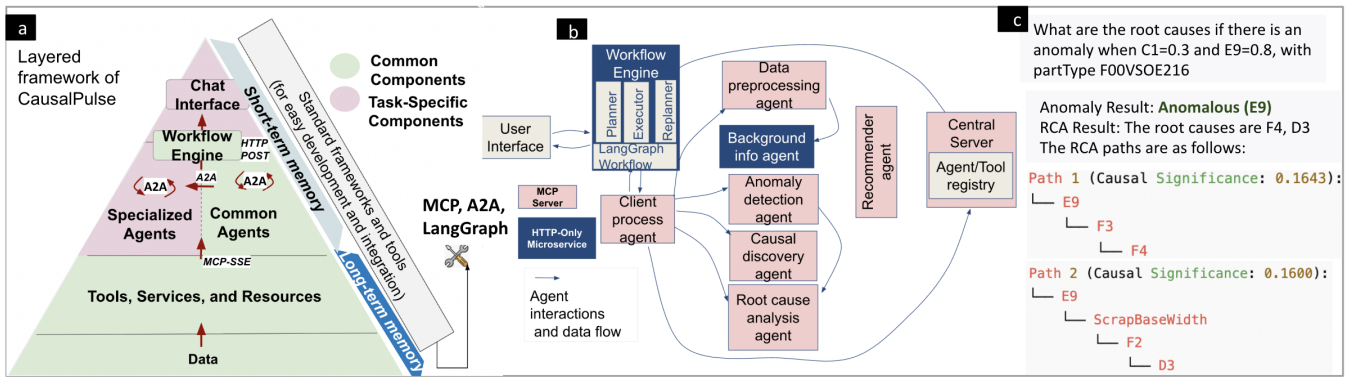 a
Layered
framework of
CausalPulse
Common
Components
Task-Specific
Components
Chat
Interface
Workflow
Engine
HTTP
POST
A2A
A2A
A2A
Specialized
Agents
Common
Agents
MCP-SSE
Tools, Services, and Resources
Data
Short-term memory
Long-term memory
Standard frameworks and tools
(for easy development and integration)
MCP, A2A,
LangGraph
b
Workflow
Engine
Planner
Executor
Replanner
LangGraph
Workflow
User
Interface
MCP
Server
HTTP-Only
Microservice
Agent
interactions
and data flow
Client
process
agent
Data
preprocessing
agent
Background
info agent
Anomaly
detection
agent
Causal
discovery
agent
Root cause
analysis
agent
Recommender
agent
Central
Server
Agent/Tool
registry
c
What are the root causes if there is an
anomaly when C1=0.3 and E9=0.8, with
partType F00VSOE216
Anomaly Result: Anomalous (E9)
RCA Result: The root causes are F4, D3
The RCA paths are as follows:
Path 1 (Causal Significance: 0.1643):
E9
F3
F4
Path 2 (Causal Significance: 0.1600):
E9
ScrapBaseWidth
F2
D3